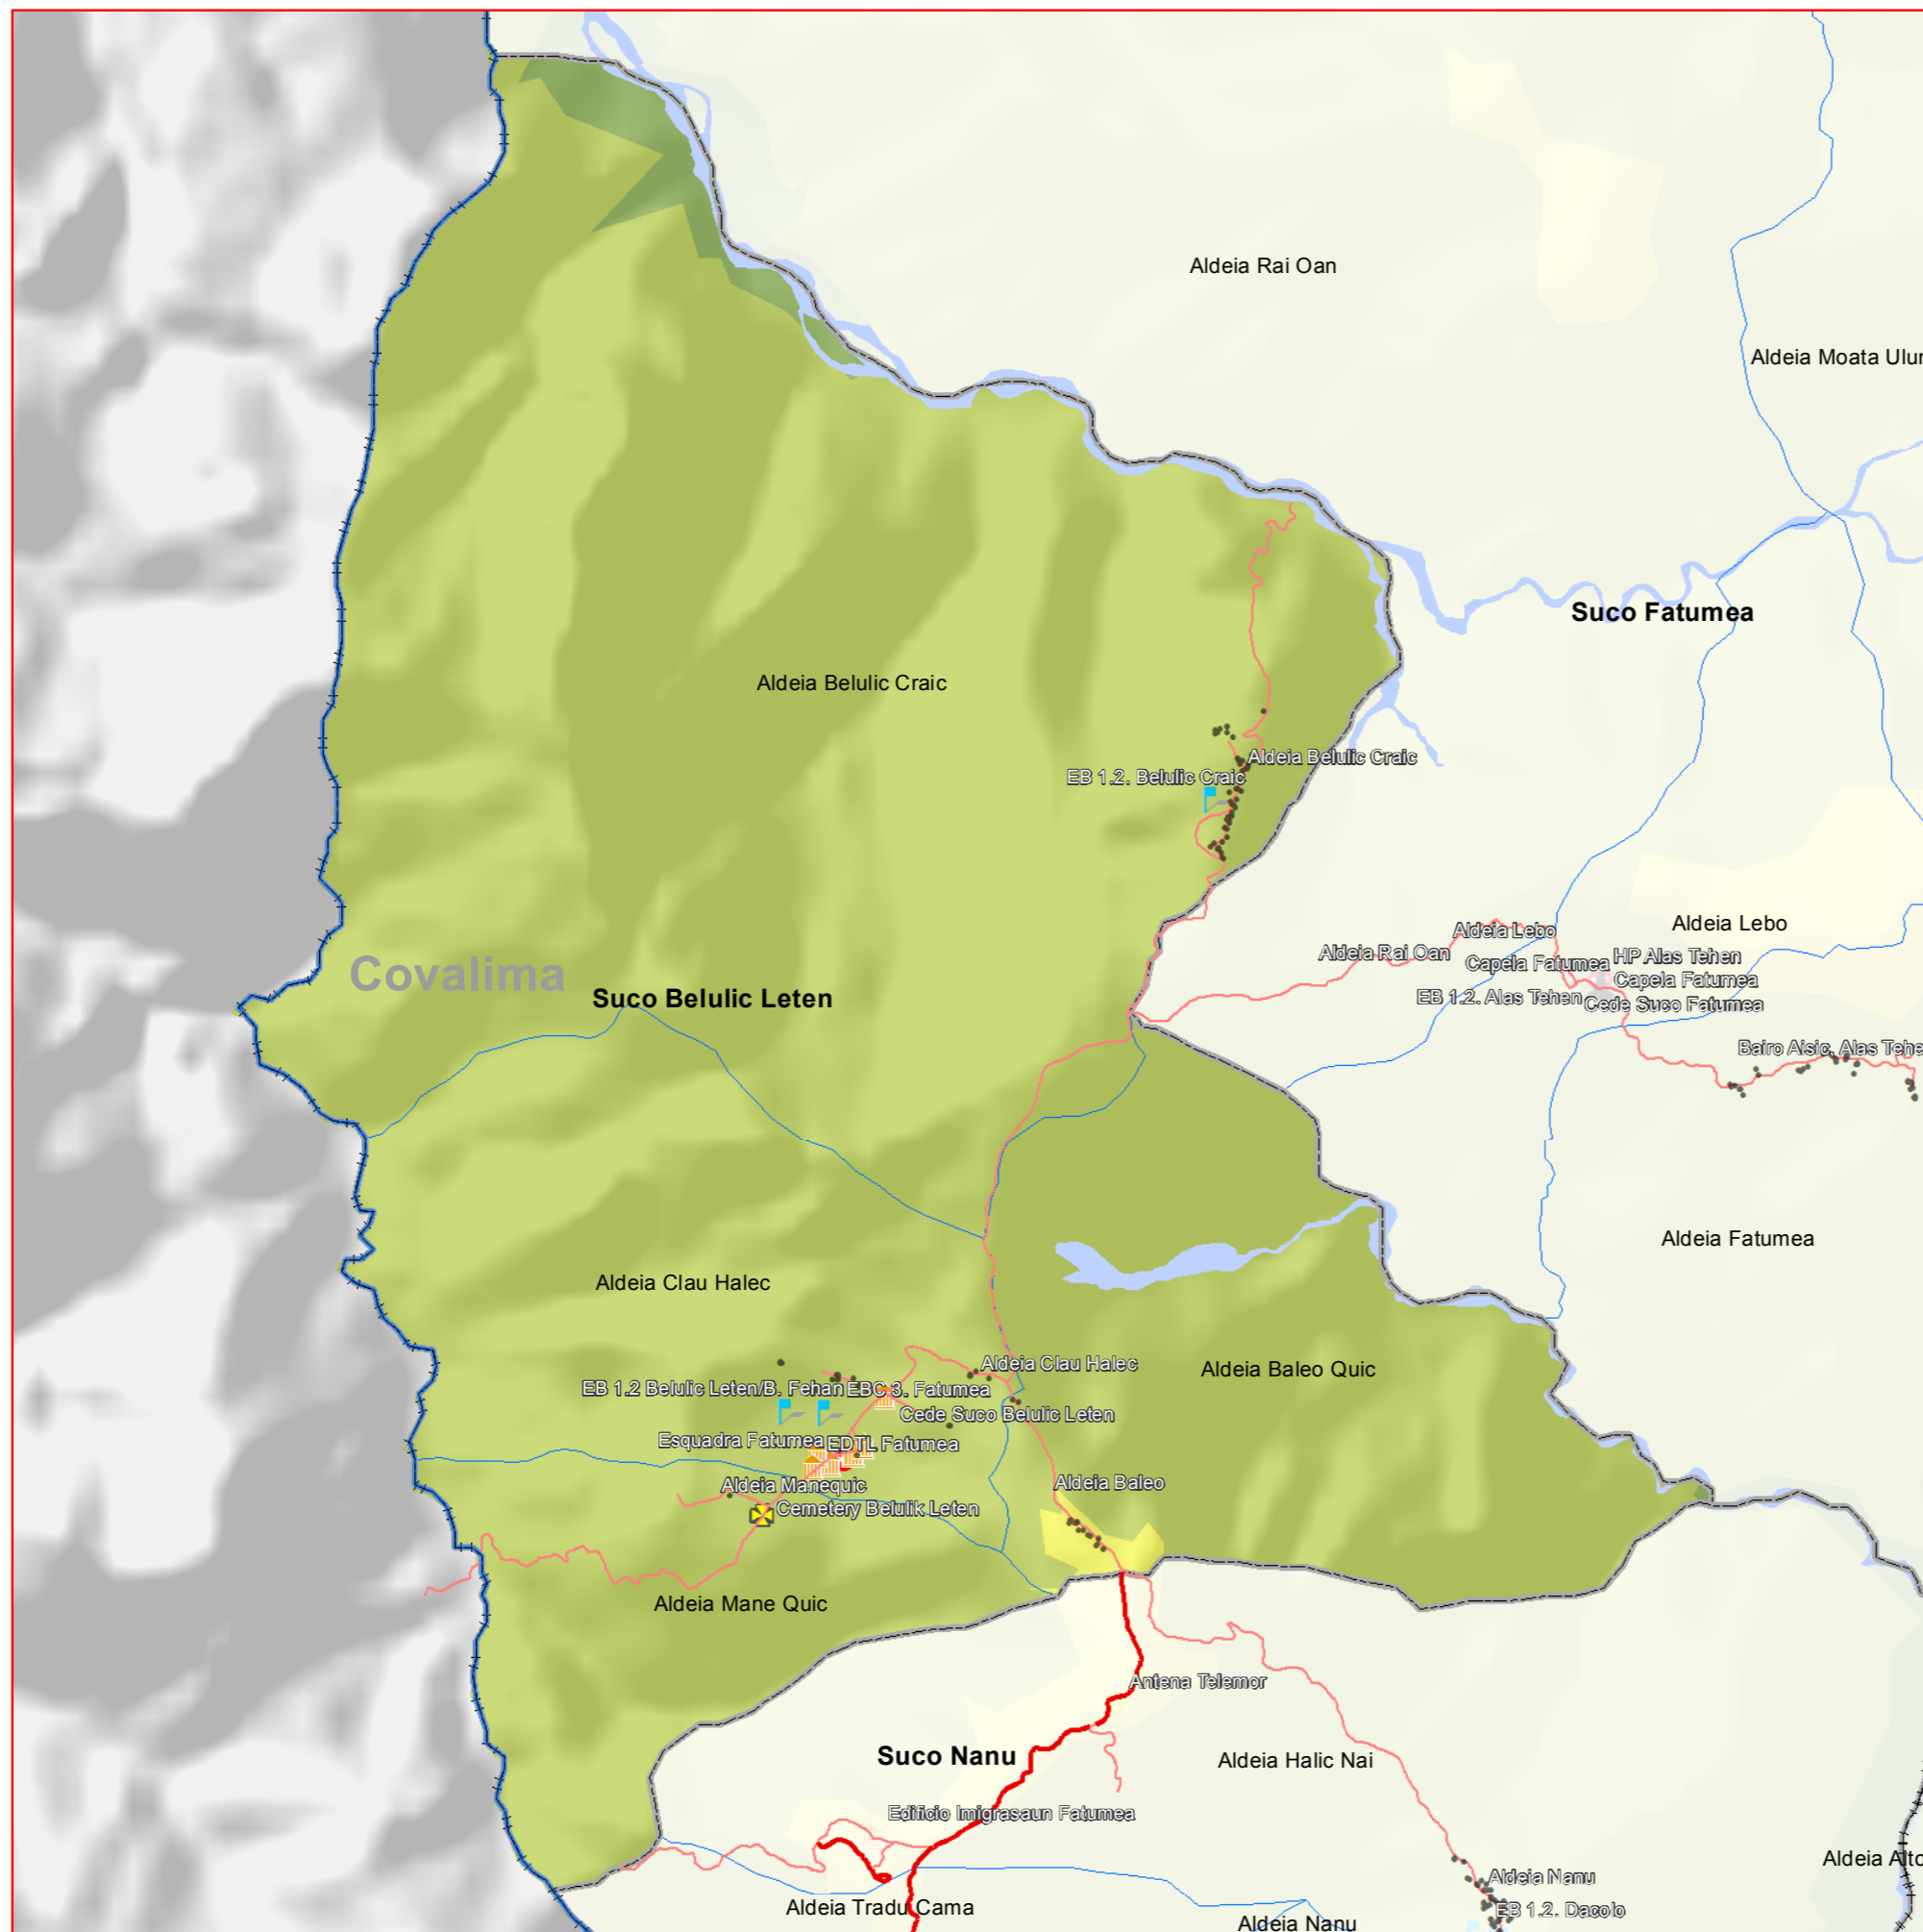 Aldeia Rai Oan
Aldeia Moata Ulun
Suco Fatumea
Aldeia Belulic Craic
Aldeia Belulic Craic
EB 1.2. Belulic Craic
Aldeia Lebo
Aldeia Lebo
Aldeia Rai Oan
HP Alas Tehen
Capela Fatumea
Covalima
Capela Fatumea
Suco Belulic Leten
EB 1.2. Alas Tehen
Cede Suco Fatumea
Bairo Aisic, Alas Tehe
Aldeia Fatumea
Aldeia Clau Halec
Aldeia Clau Halec
Aldeia Baleo Quic
EB 1.2 Belulic Leten/B. Fehan
EBC 3. Fatumea
Cede Suco Belulic Leten
Esquadra Fatumea
EDTL Fatumea
Aldeia Baleo
Aldeia Manequic
Cemetery Belulik Leten
Aldeia Mane Quic
Antena Telemor
Suco Nanu
Aldeia Halic Nai
Edificio Imigrasaun Fatumea
Aldeia Alto
Aldeia Nanu
Aldeia Tradu Cama
EB 1.2. Dacolo
Aldeia Nanu